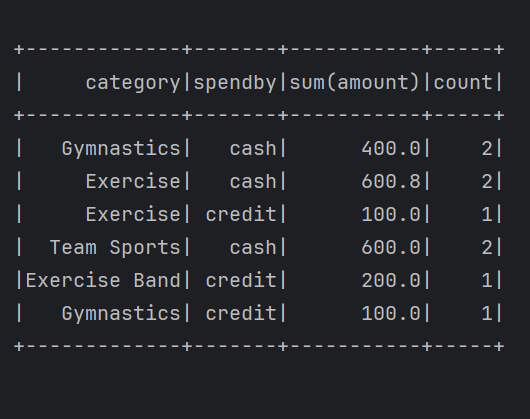 +-------------+-------+-----------+-----+
|     category|spendby|sum(amount)|count|
+-------------+-------+-----------+-----+
|   Gymnastics|   cash|      400.0|    2|
|     Exercise|   cash|      600.8|    2|
|     Exercise| credit|      100.0|    1|
|  Team Sports|   cash|      600.0|    2|
|Exercise Band| credit|      200.0|    1|
|   Gymnastics| credit|      100.0|    1|
+-------------+-------+-----------+-----+